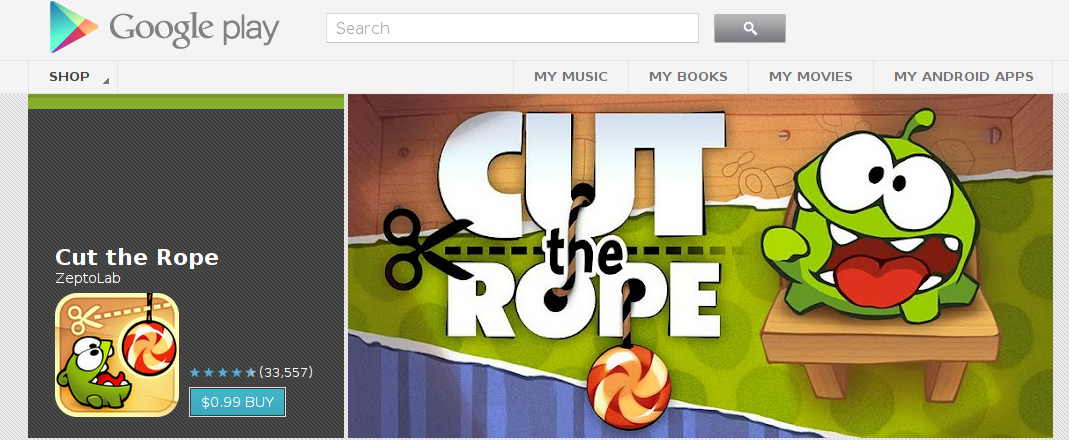 Google play
Search
SHOP
MY MUSIC
MY BOOKS
MY MOVIES
MY ANDROID APPS
Cut the Rope
ZeptoLab
(33,557)
$0.99 BUY
CUT
the
ROPE